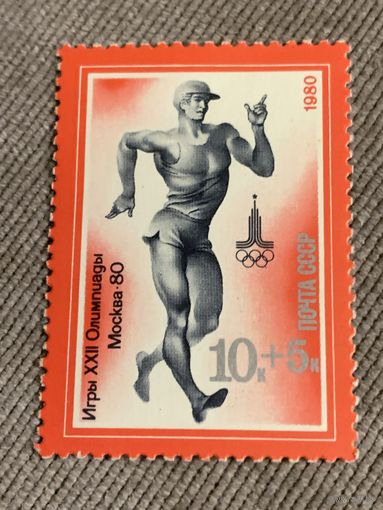 Игры XXII Олимпиады
Москва·80
1980
ПОЧТА СССР
10к+5к